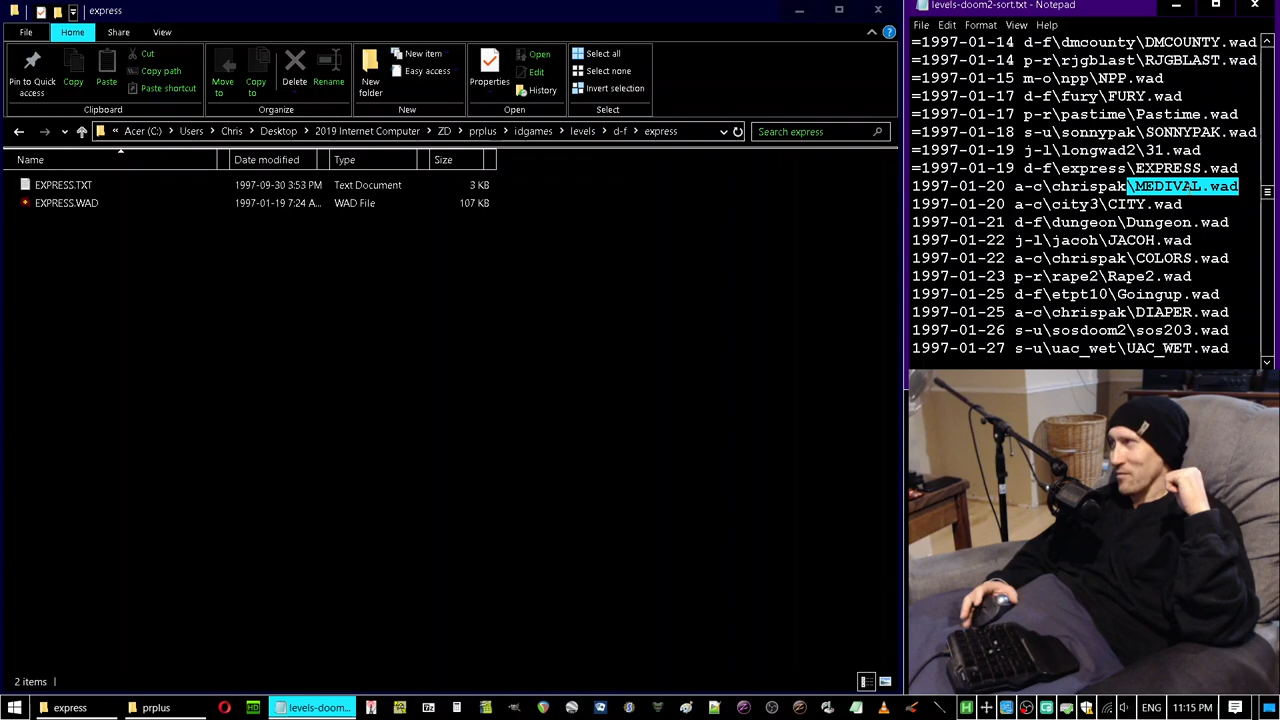 express
File Home Share View
Pin to Quick access
Copy
Paste
Cut
Copy path
Paste shortcut
Clipboard
Move to
Copy to
Delete
Rename
Organize
New folder
New item
Easy access
New
Properties
Open
Edit
History
Open
Select all
Select none
Invert selection
Select
« Acer (C:) > Users > Chris > Desktop > 2019 Internet Computer > ZD > prplus > idgames > levels > d-f > express
Search express
Name Date modified Type Size
EXPRESS.TXT 1997-09-30 3:53 PM Text Document 3 KB
EXPRESS.WAD 1997-01-19 7:24 A... WAD File 107 KB
2 items
levels-doom2-sort.txt - Notepad
File Edit Format View Help
=1997-01-14 d-f\dmcounty\DMCOUNTY.wad
=1997-01-14 p-r\rjgblast\RJGBLAST.wad
=1997-01-15 m-o\npp\NPP.wad
=1997-01-17 d-f\fury\FURY.wad
=1997-01-17 p-r\pastime\Pastime.wad
=1997-01-18 s-u\sonnypak\SONNYPAK.wad
=1997-01-19 j-l\longwad2\31.wad
=1997-01-19 d-f\express\EXPRESS.wad
1997-01-20 a-c\chrispak\MEDIVAL.wad
1997-01-20 a-c\city3\CITY.wad
1997-01-21 d-f\dungeon\Dungeon.wad
1997-01-22 j-l\jacoh\JACOH.wad
1997-01-22 a-c\chrispak\COLORS.wad
1997-01-23 p-r\rape2\Rape2.wad
1997-01-25 d-f\etpt10\Goingup.wad
1997-01-25 a-c\chrispak\DIAPER.wad
1997-01-26 s-u\sosdoom2\sos203.wad
1997-01-27 s-u\uac_wet\UAC_WET.wad
express
prplus
HD
levels-doom...
ENG
11:15 PM